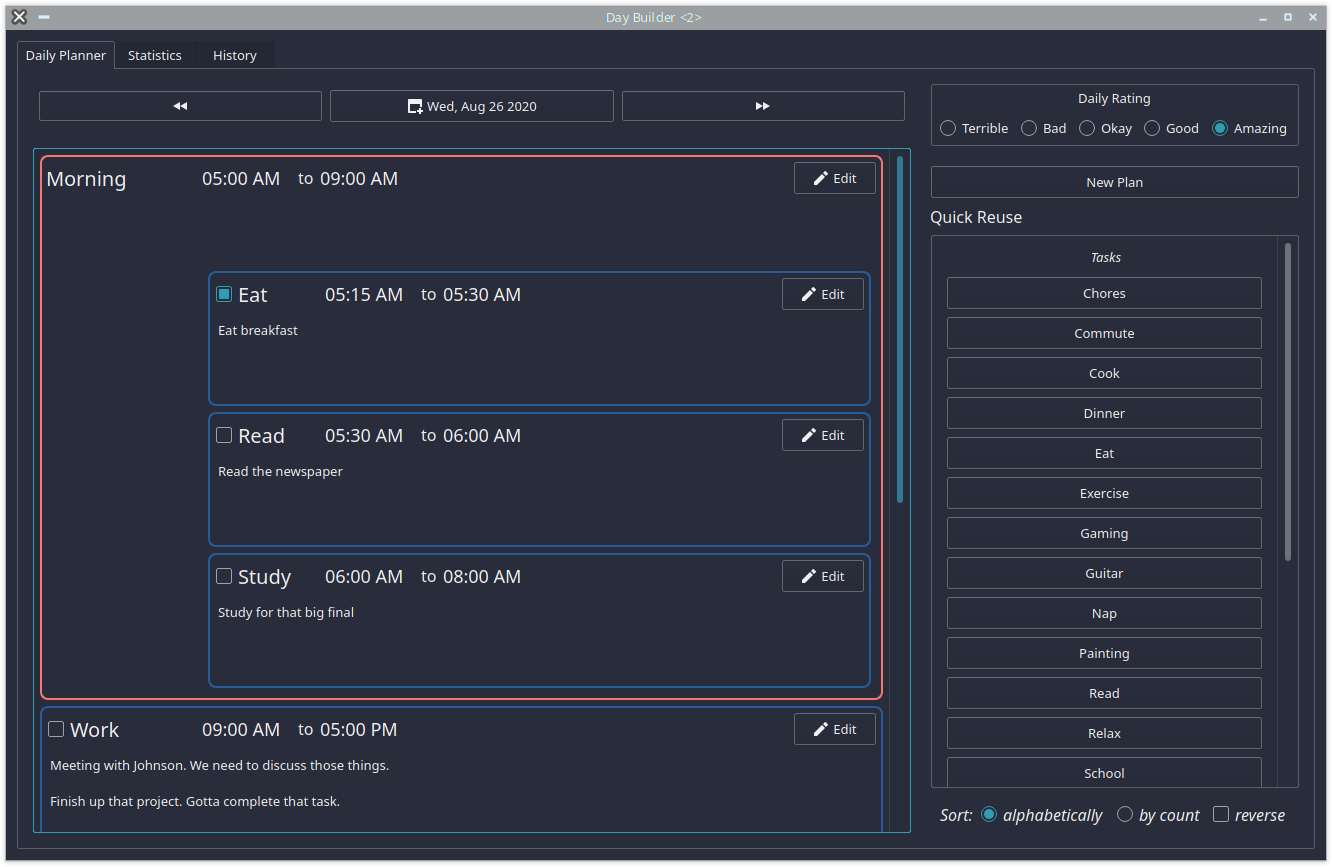 Day Builder <2>
Daily Planner Statistics History
Wed, Aug 26 2020
Morning 05:00 AM to 09:00 AM Edit
Eat 05:15 AM to 05:30 AM Edit
Eat breakfast
Read 05:30 AM to 06:00 AM Edit
Read the newspaper
Study 06:00 AM to 08:00 AM Edit
Study for that big final
Work 09:00 AM to 05:00 PM Edit
Meeting with Johnson. We need to discuss those things.
Finish up that project. Gotta complete that task.
Daily Rating
Terrible Bad Okay Good Amazing
New Plan
Quick Reuse
Tasks
Chores
Commute
Cook
Dinner
Eat
Exercise
Gaming
Guitar
Nap
Painting
Read
Relax
School
Sort: alphabetically by count reverse